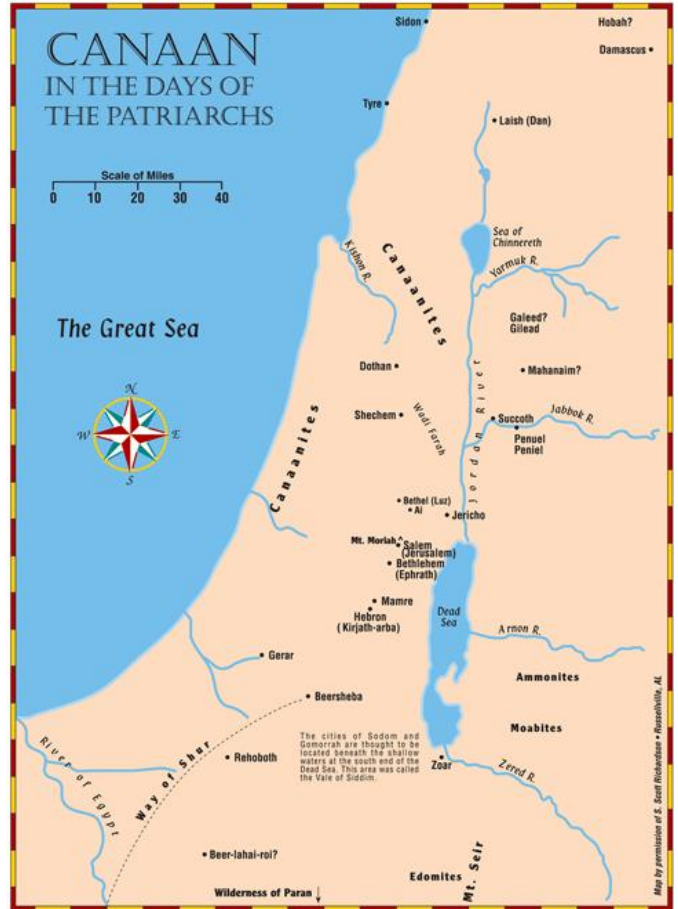 CANAAN
IN THE DAYS OF
THE PATRIARCHS
Scale of Miles
0 10 20 30 40
Sidon
Hobah?
Damascus
Tyre
Laish (Dan)
Sea of
Chinnereth
Kishon R.
Canaanites
Yarmuk R.
The Great Sea
Galeed?
Gilead
Dothan
Mahanaim?
N
W E
S
Shechem
Wadi Farah
Jordan River
Succoth
Jabbok R.
Penuel
Peniel
Canaanites
Bethel (Luz)
Ai
Jericho
Mt. Moriah ^
Salem
(Jerusalem)
Bethlehem
(Ephrath)
Mamre
Hebron
( Kirjath-arba)
Dead
Sea
Arnon R.
Gerar
Ammonites
Beersheba
Moabites
The cities of Sodom and
Gomorrah are thought to be
located beneath the shallow
waters at the south end of the
Dead Sea. This area was called
the Vale of Siddim.
Way of Shur
Rehoboth
River of Egypt
Zoar
Zered R.
Beer-lahai-roi?
Edomites
Mt. Seir
Wilderness of Paran ↓
Map by permission of S. Scott Richardson • Russellville, AL